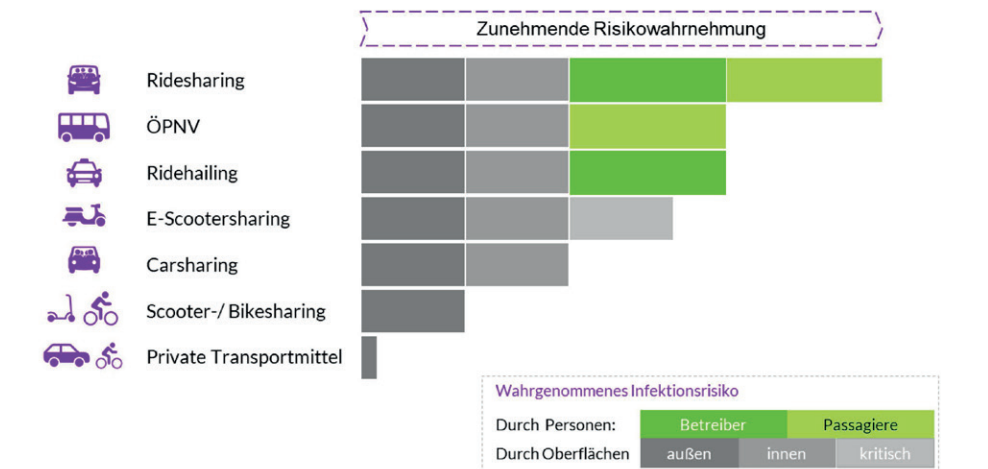 Zunehmende Risikowahrnehmung
Ridesharing
ÖPNV
Ridehailing
E-Scootersharing
Carsharing
Scooter-/ Bikesharing
Private Transportmittel
Wahrgenommenes Infektionsrisiko
Durch Personen: Betreiber Passagiere
Durch Oberflächen außen innen kritisch